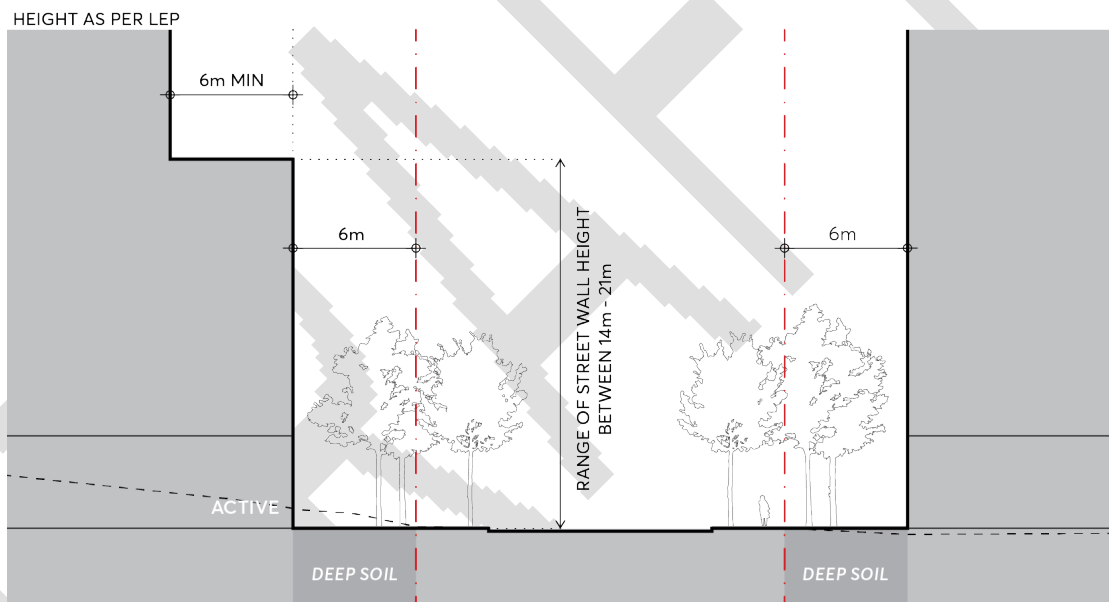 HEIGHT AS PER LEP
6m MIN
6m
6m
RANGE OF STREET WALL HEIGHT
BETWEEN 14m - 21m
ACTIVE
DEEP SOIL
DEEP SOIL